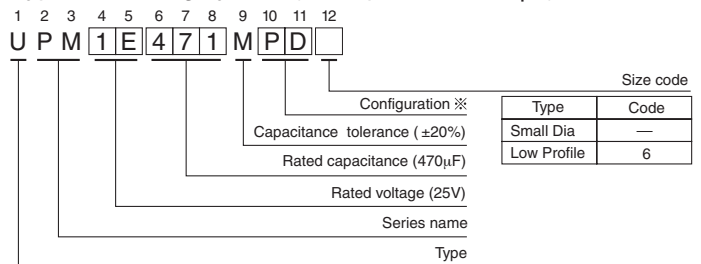 1 2 3 4 5 6 7 8 9 10 11 12
U P M 1 E 4 7 1 M P D
Size code
Configuration ※
Type Code
Capacitance tolerance (±20%)
Small Dia —
Rated capacitance (470µF)
Low Profile 6
Rated voltage (25V)
Series name
Type